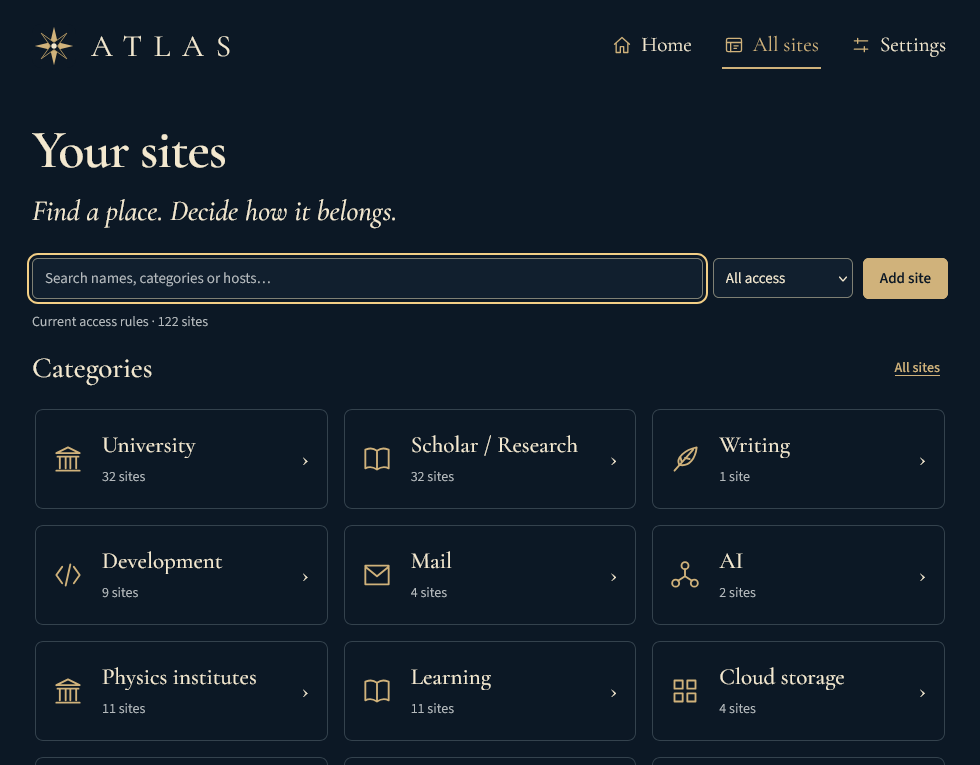 ATLAS
Home
All sites
Settings
Your sites
Find a place. Decide how it belongs.
Search names, categories or hosts…
All access
Add site
Current access rules · 122 sites
Categories
All sites
University
32 sites
Scholar / Research
32 sites
Writing
1 site
Development
9 sites
Mail
4 sites
AI
2 sites
Physics institutes
11 sites
Learning
11 sites
Cloud storage
4 sites